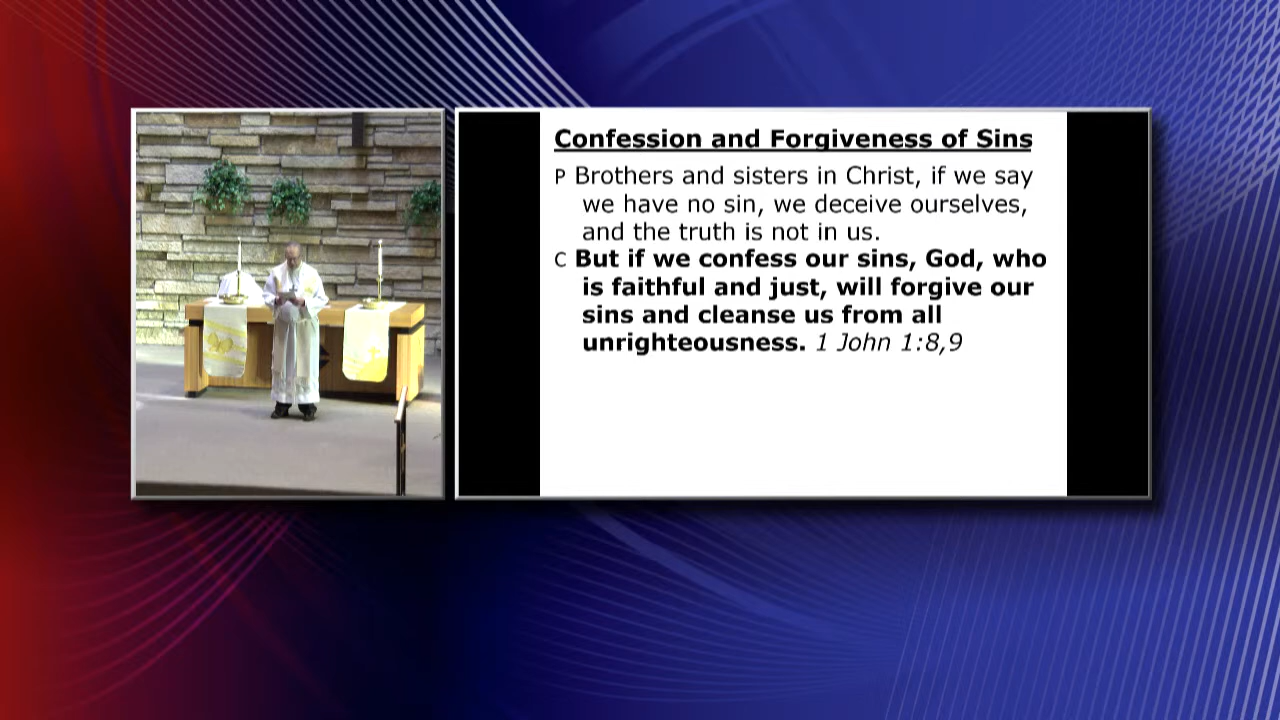 Confession and Forgiveness of Sins
P Brothers and sisters in Christ, if we say
we have no sin, we deceive ourselves,
and the truth is not in us.
C But if we confess our sins, God, who
is faithful and just, will forgive our
sins and cleanse us from all
unrighteousness. 1 John 1:8,9